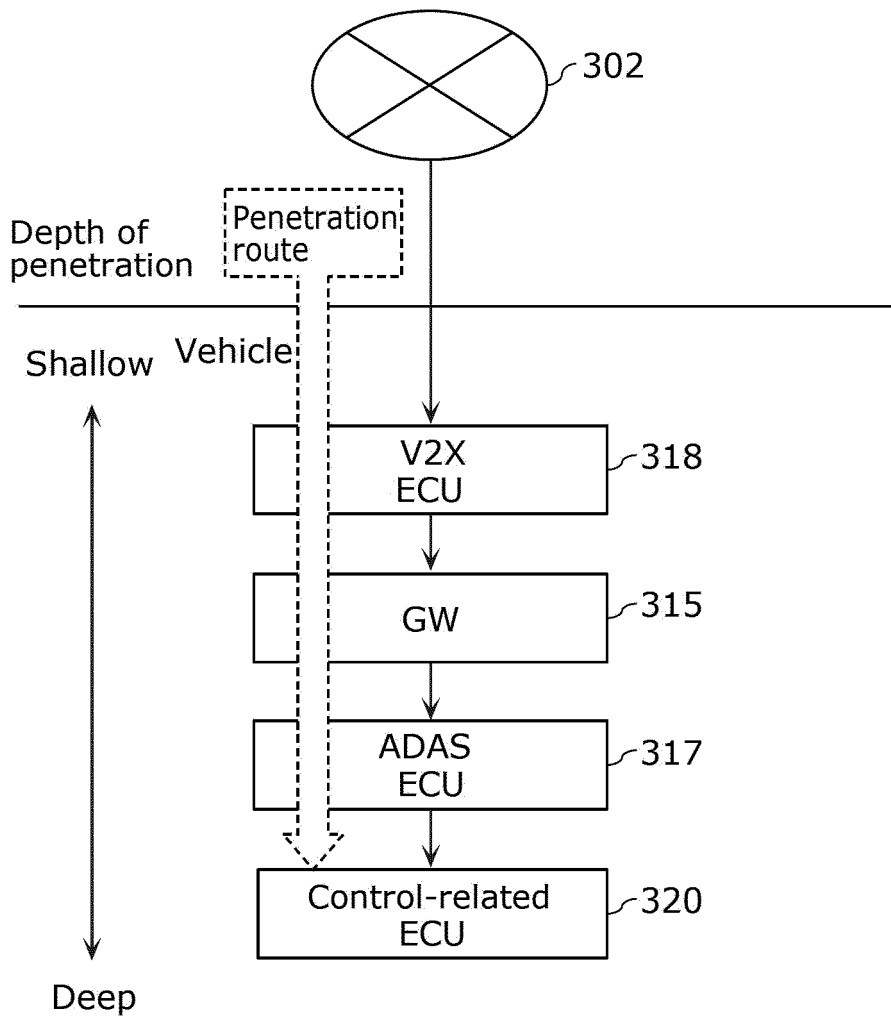 302
Penetration
route
Depth of
penetration
Vehicle
Shallow
V2X
ECU
318
GW
315
ADAS
ECU
317
Control-related
ECU
320
Deep